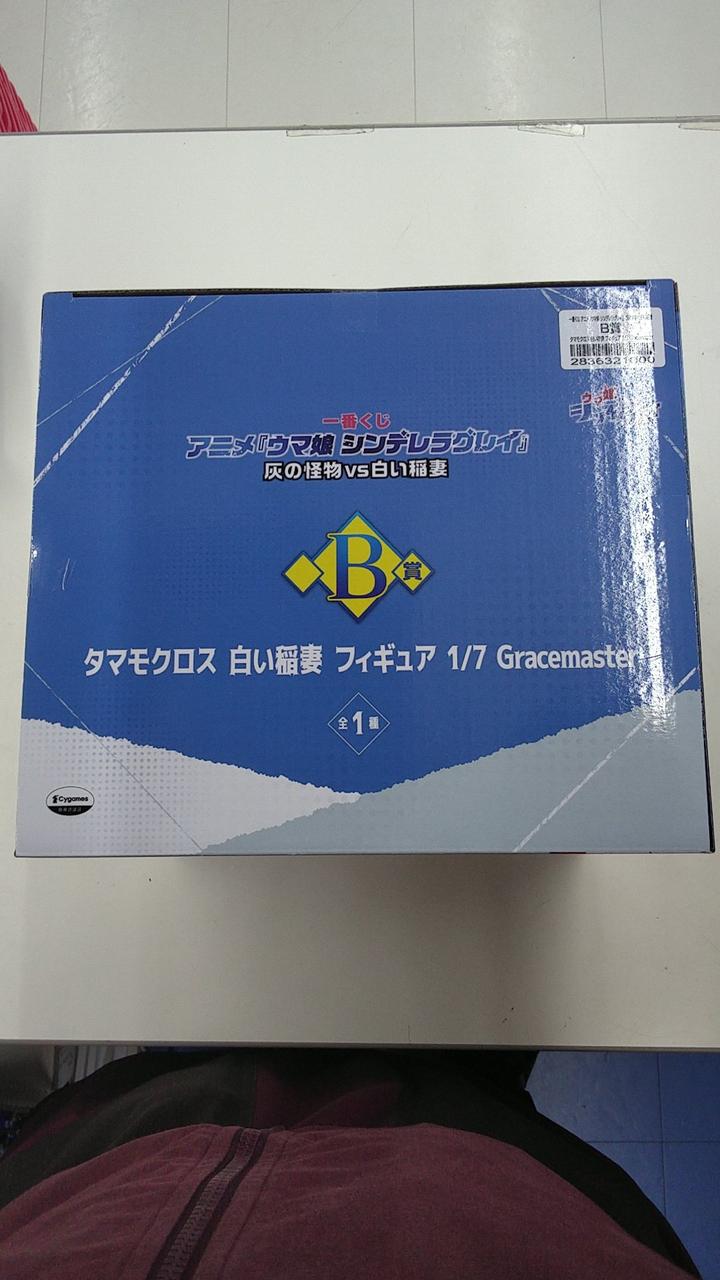 B賞
2836321000
一番くじ
アニメ『ウマ娘 シンデレラグレイ』
灰の怪物vs白い稲妻
B賞
タマモクロス 白い稲妻 フィギュア 1/7 Gracemaster
全1種
Cygames